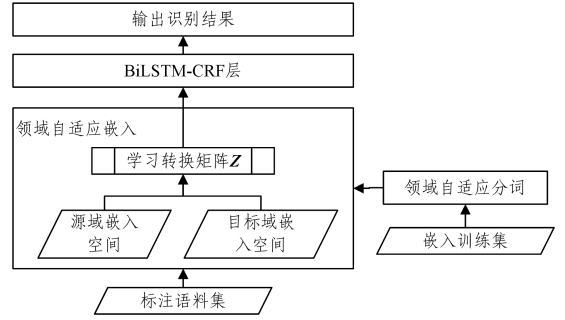 输出识别结果
BiLSTM-CRF层
领域自适应嵌入
学习转换矩阵Z
领域自适应分词
源域嵌入
空间
目标域嵌
入空间
嵌入训练集
标注语料集